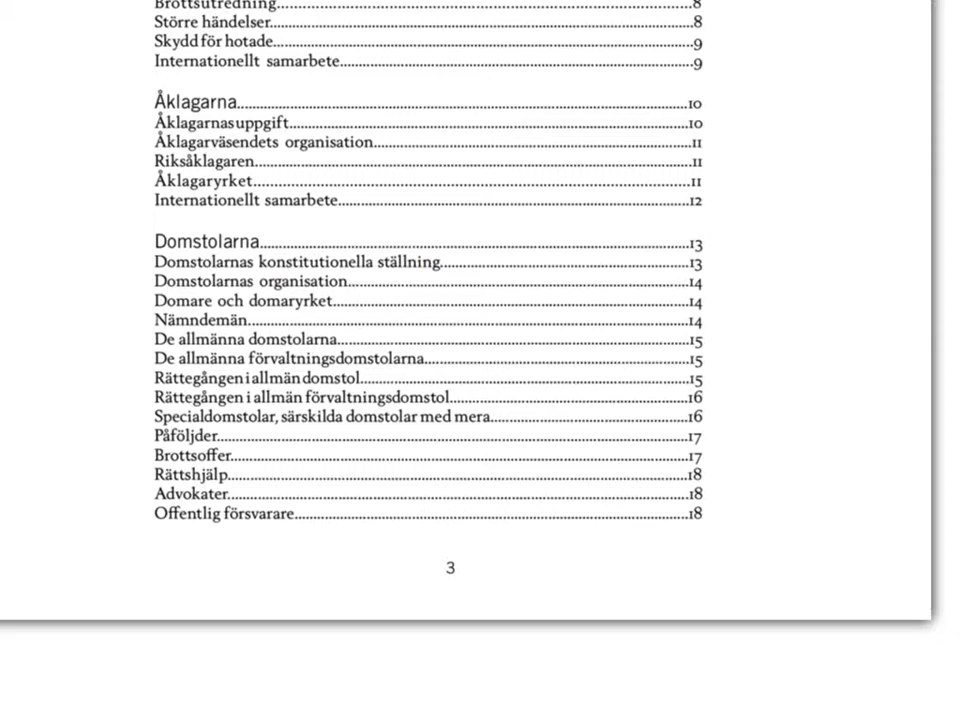 Brottsutredning....8
Större händelser....8
Skydd för hotade....9
Internationellt samarbete....9
Åklagarna....10
Åklagarnas uppgift....10
Åklagarväsendets organisation....11
Riksåklagaren....11
Åklagaryrket....11
Internationellt samarbete....12
Domstolarna....13
Domstolarnas konstitutionella ställning....13
Domstolarnas organisation....14
Domare och domaryrket....14
Nämndemän....14
De allmänna domstolarna....15
De allmänna förvaltningsdomstolarna....15
Rättegången i allmän domstol....15
Rättegången i allmän förvaltningsdomstol....16
Specialdomstolar, särskilda domstolar med mera....16
Påföljder....17
Brottsoffer....17
Rättshjälp....18
Advokater....18
Offentlig försvarare....18
3